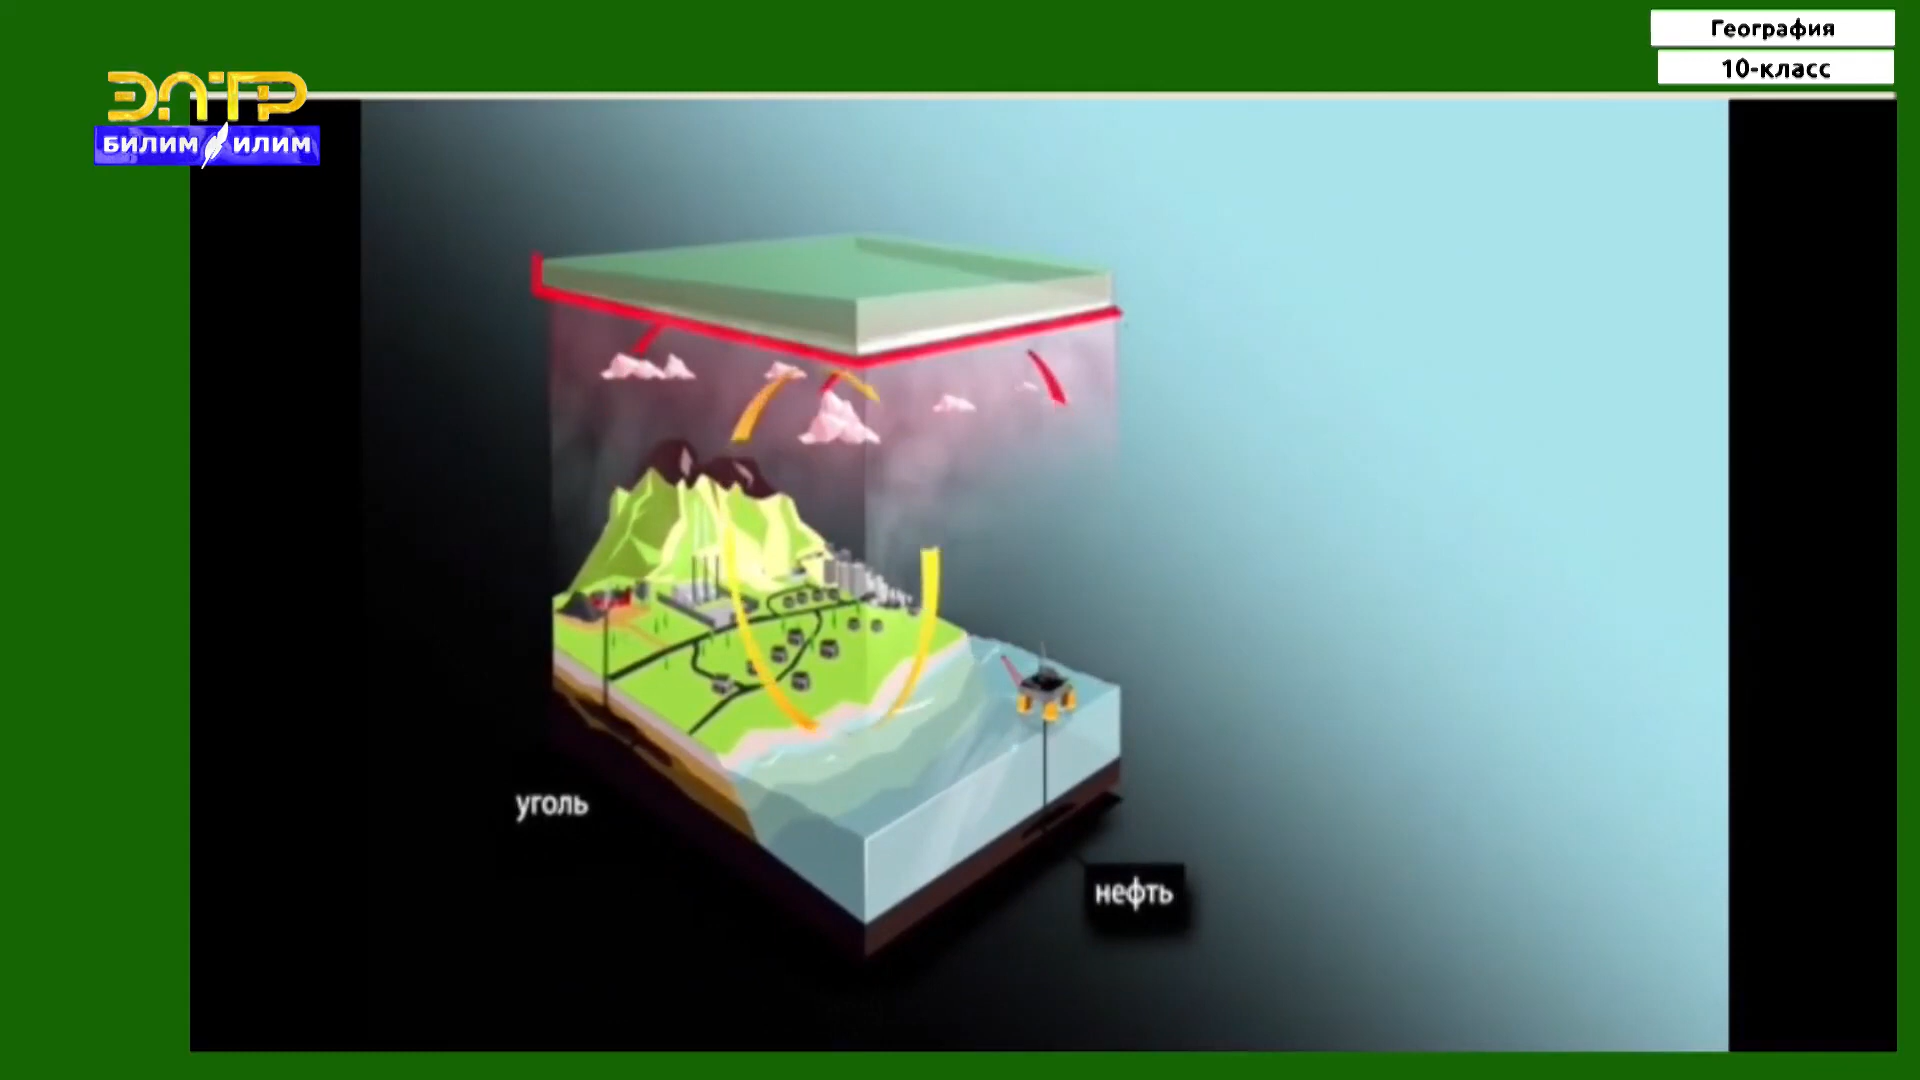 География
10-класс
ЭЛТР
БИЛИМ ИЛИМ
уголь
нефть